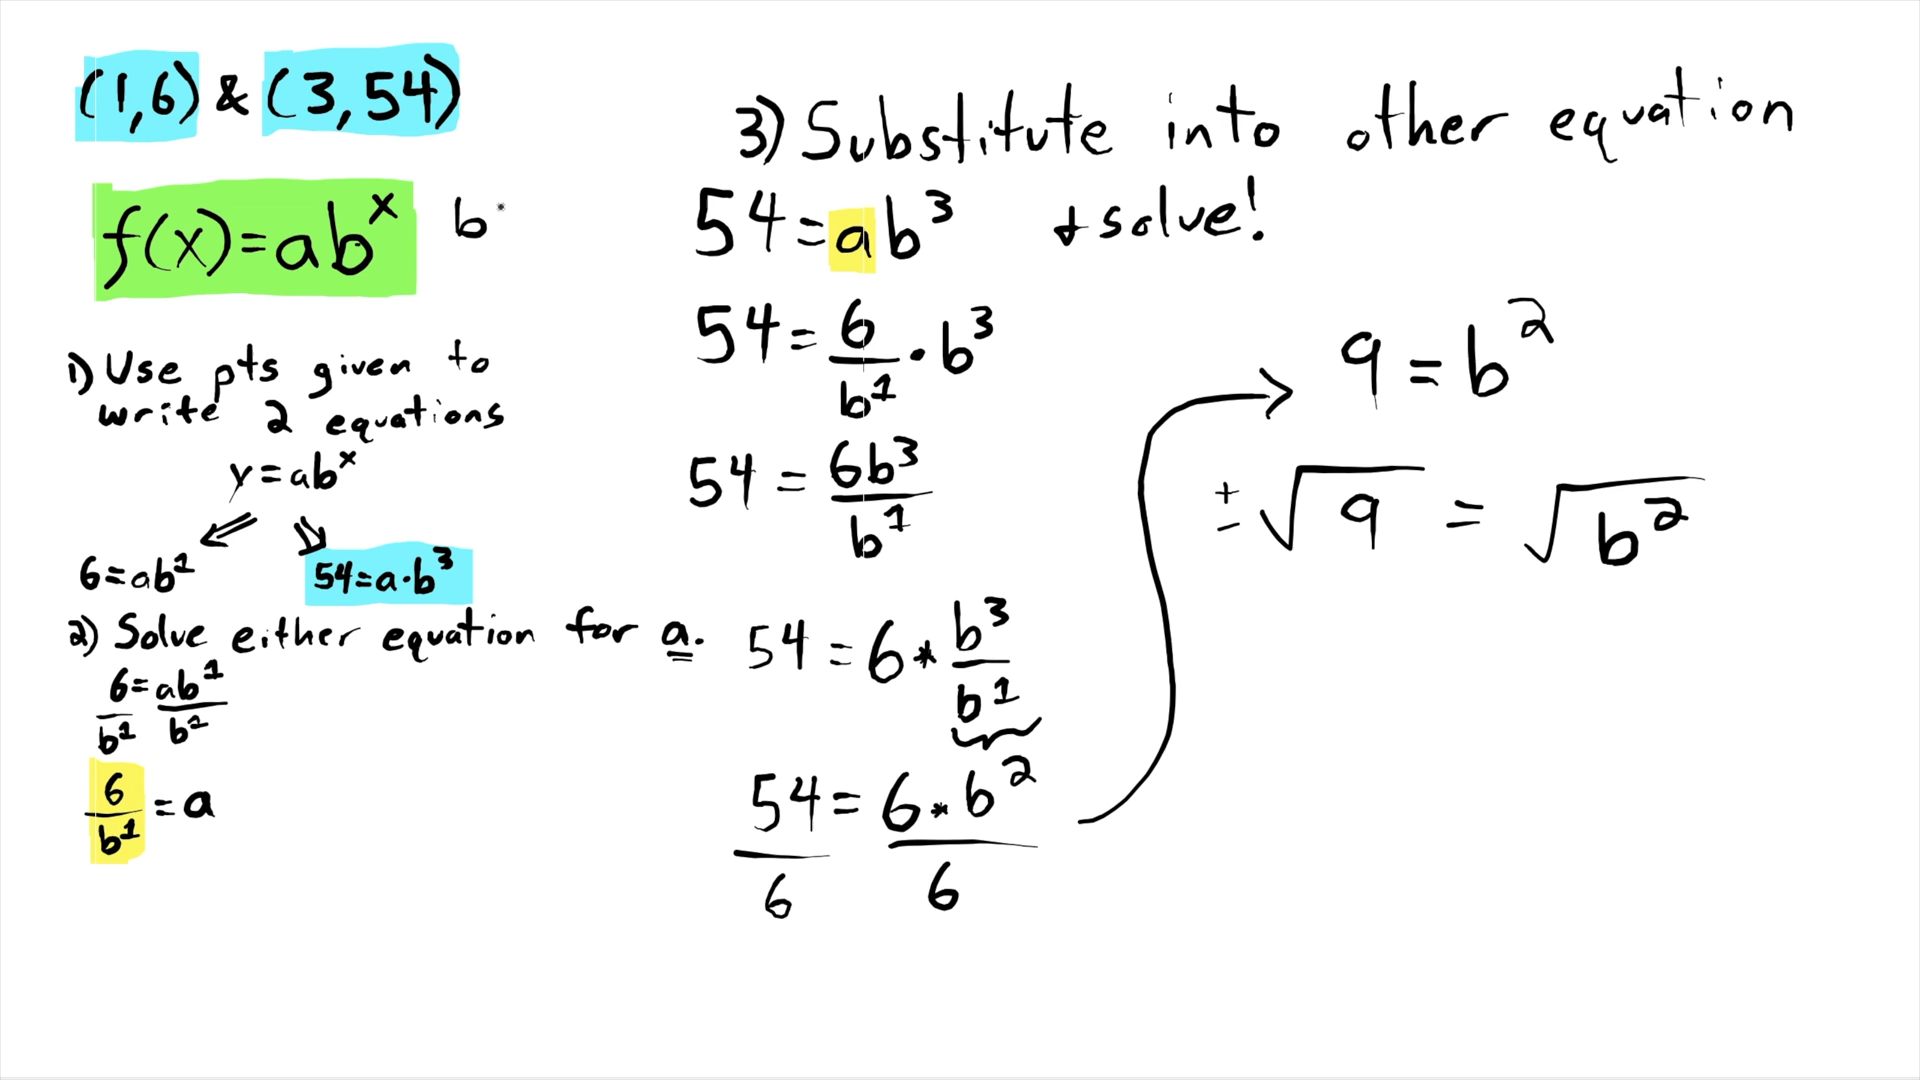 (1,6) & (3,54)
f(x)=ab^x b
1) Use pts given to
write 2 equations
y=ab^x
6=ab^1
54=a·b^3
2) Solve either equation for a.
6=ab^1
b^1 b^1
6/b^1 = a
3) Substitute into other equation
+ solve!
54=ab^3
54=6/b^1·b^3
54=6b^3/b^1
54=6*b^3/b^1
54=6*b^2
6 6
9=b^2
±√9=√b^2